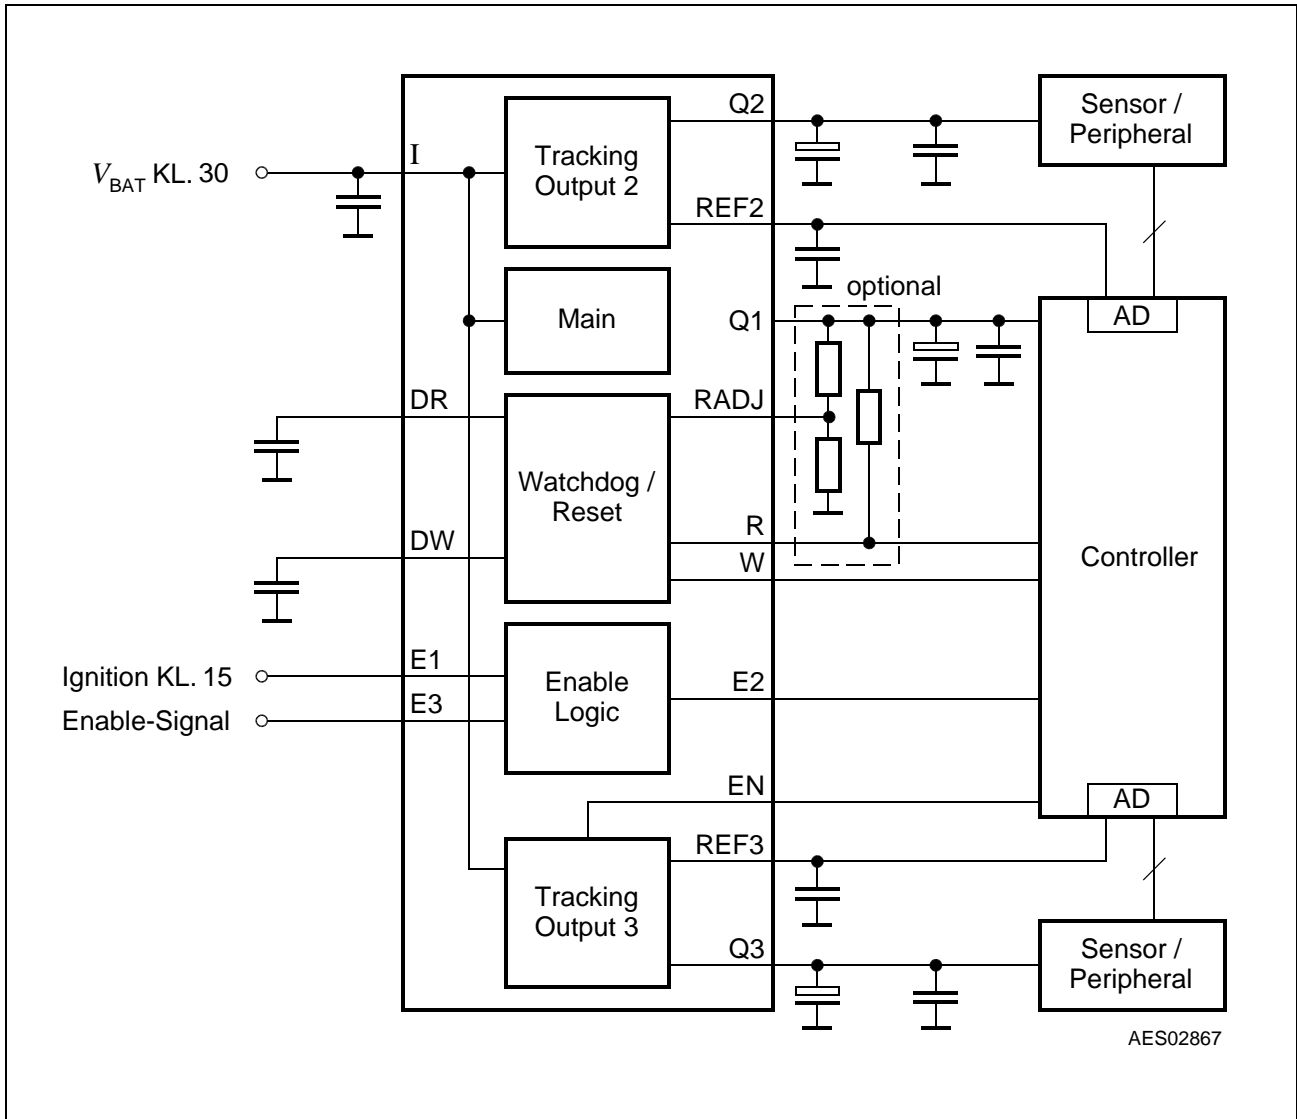 Q2
Sensor /
Peripheral
I
Tracking
Output 2
V BAT KL. 30
REF2
optional
Main
Q1
AD
DR
RADJ
Watchdog /
Reset
R
DW
W
Controller
E1
Ignition KL. 15
Enable
Logic
E2
E3
Enable-Signal
EN
AD
REF3
Tracking
Output 3
Q3
Sensor /
Peripheral
AES02867